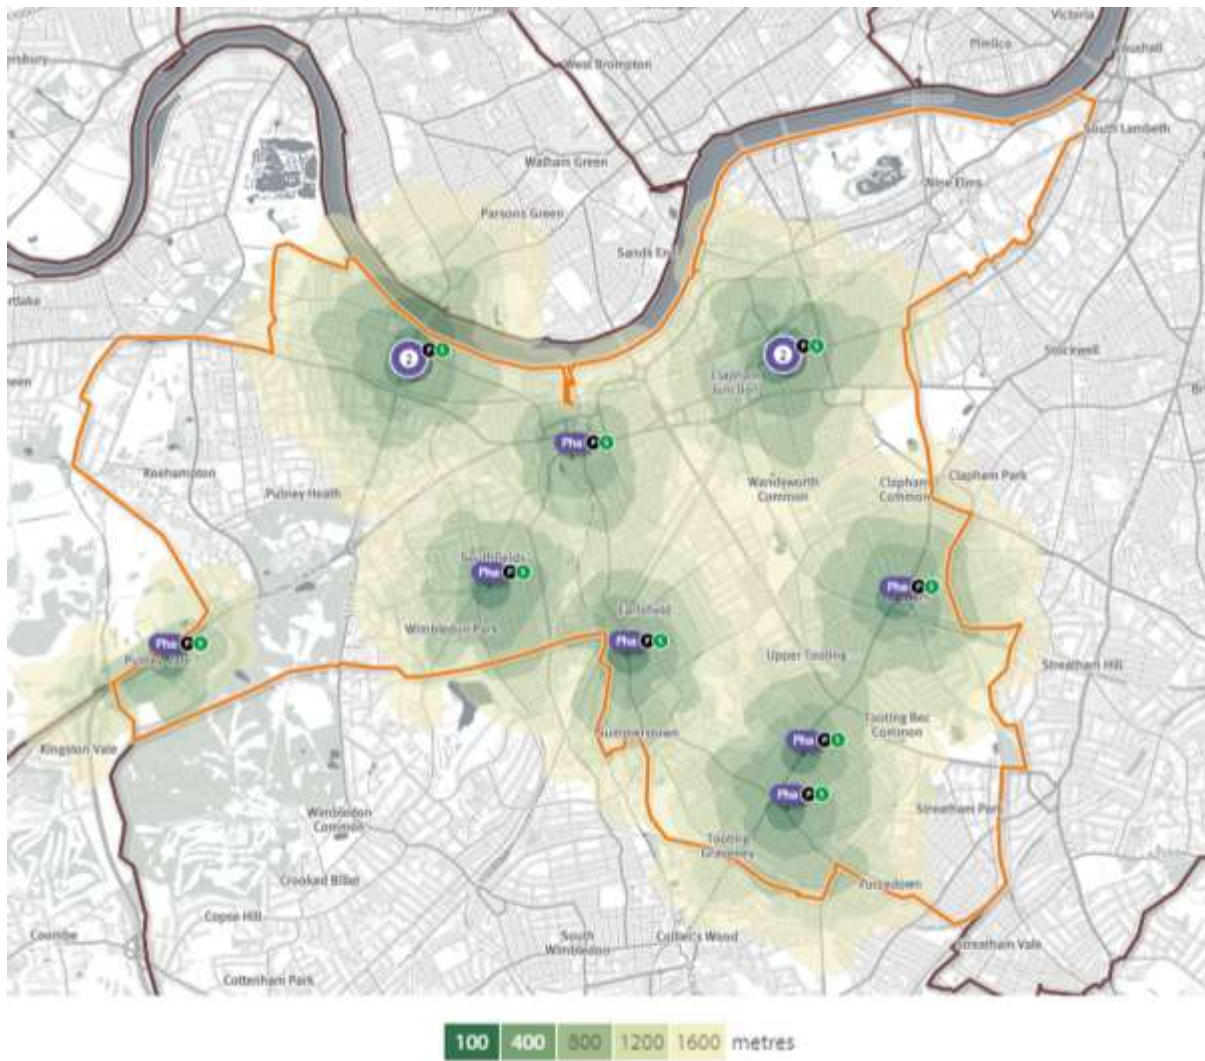 Victoria
Pimlico
Vauxhall
West Brompton
South Lambeth
Walham Green
Nine Elms
Parsons Green
Sands End
2 P S
2 P S
Stockwell
Clapham
Junction
Pha P S
Roehampton
Putney Heath
Wandsworth
Common
Clapham
Common
Clapham Park
Southfields
Pha P S
Pha P S
Earlsfield
Wimbledon Park
Pha P S
Pha P S
Upper Tooting
Streatham Hill
Kingston Vale
Summerstown
Tooting Bec
Common
Pha P S
Pha P S
Wimbledon
Common
Streatham Park
Tooting
Graveney
Crooked Billet
Furzedown
Copse Hill
Coombe
South
Wimbledon
Collier's Wood
Streatham Vale
Cottenham Park
100 400 800 1200 1600 metres